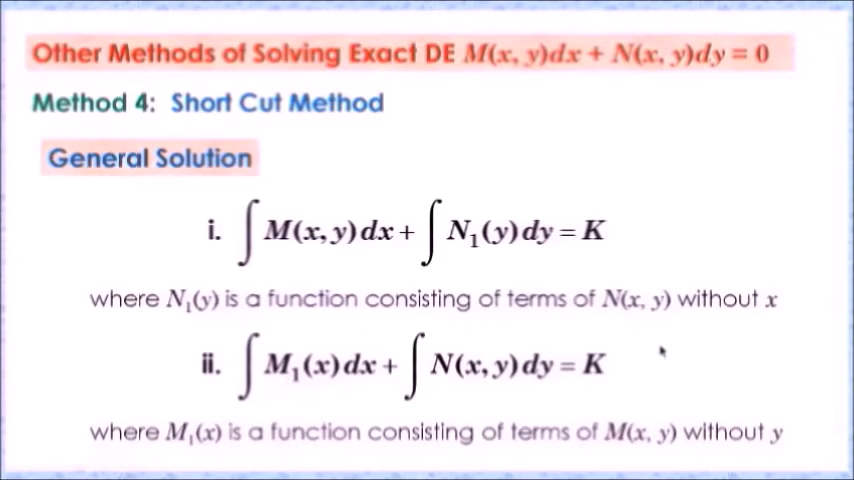 Other Methods of Solving Exact DE M(x, y)dx + N(x, y)dy = 0
Method 4: Short Cut Method
General Solution
i. ∫ M(x, y) dx + ∫ N₁(y) dy = K
where N₁(y) is a function consisting of terms of N(x, y) without x
ii. ∫ M₁(x) dx + ∫ N(x, y) dy = K
where M₁(x) is a function consisting of terms of M(x, y) without y